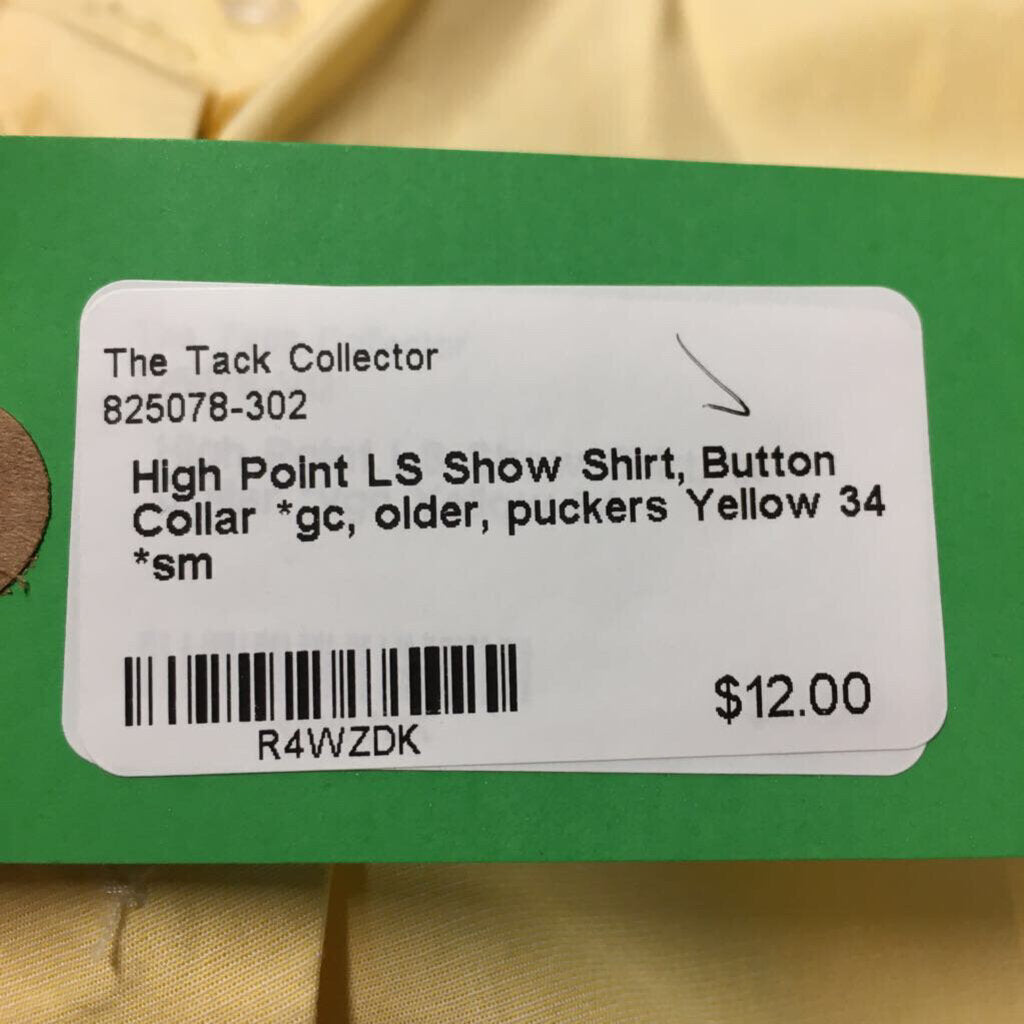 The Tack Collector
825078-302
High Point LS Show Shirt, Button
Collar *gc, older, puckers Yellow 34
*sm
R4WZDK
$12.00